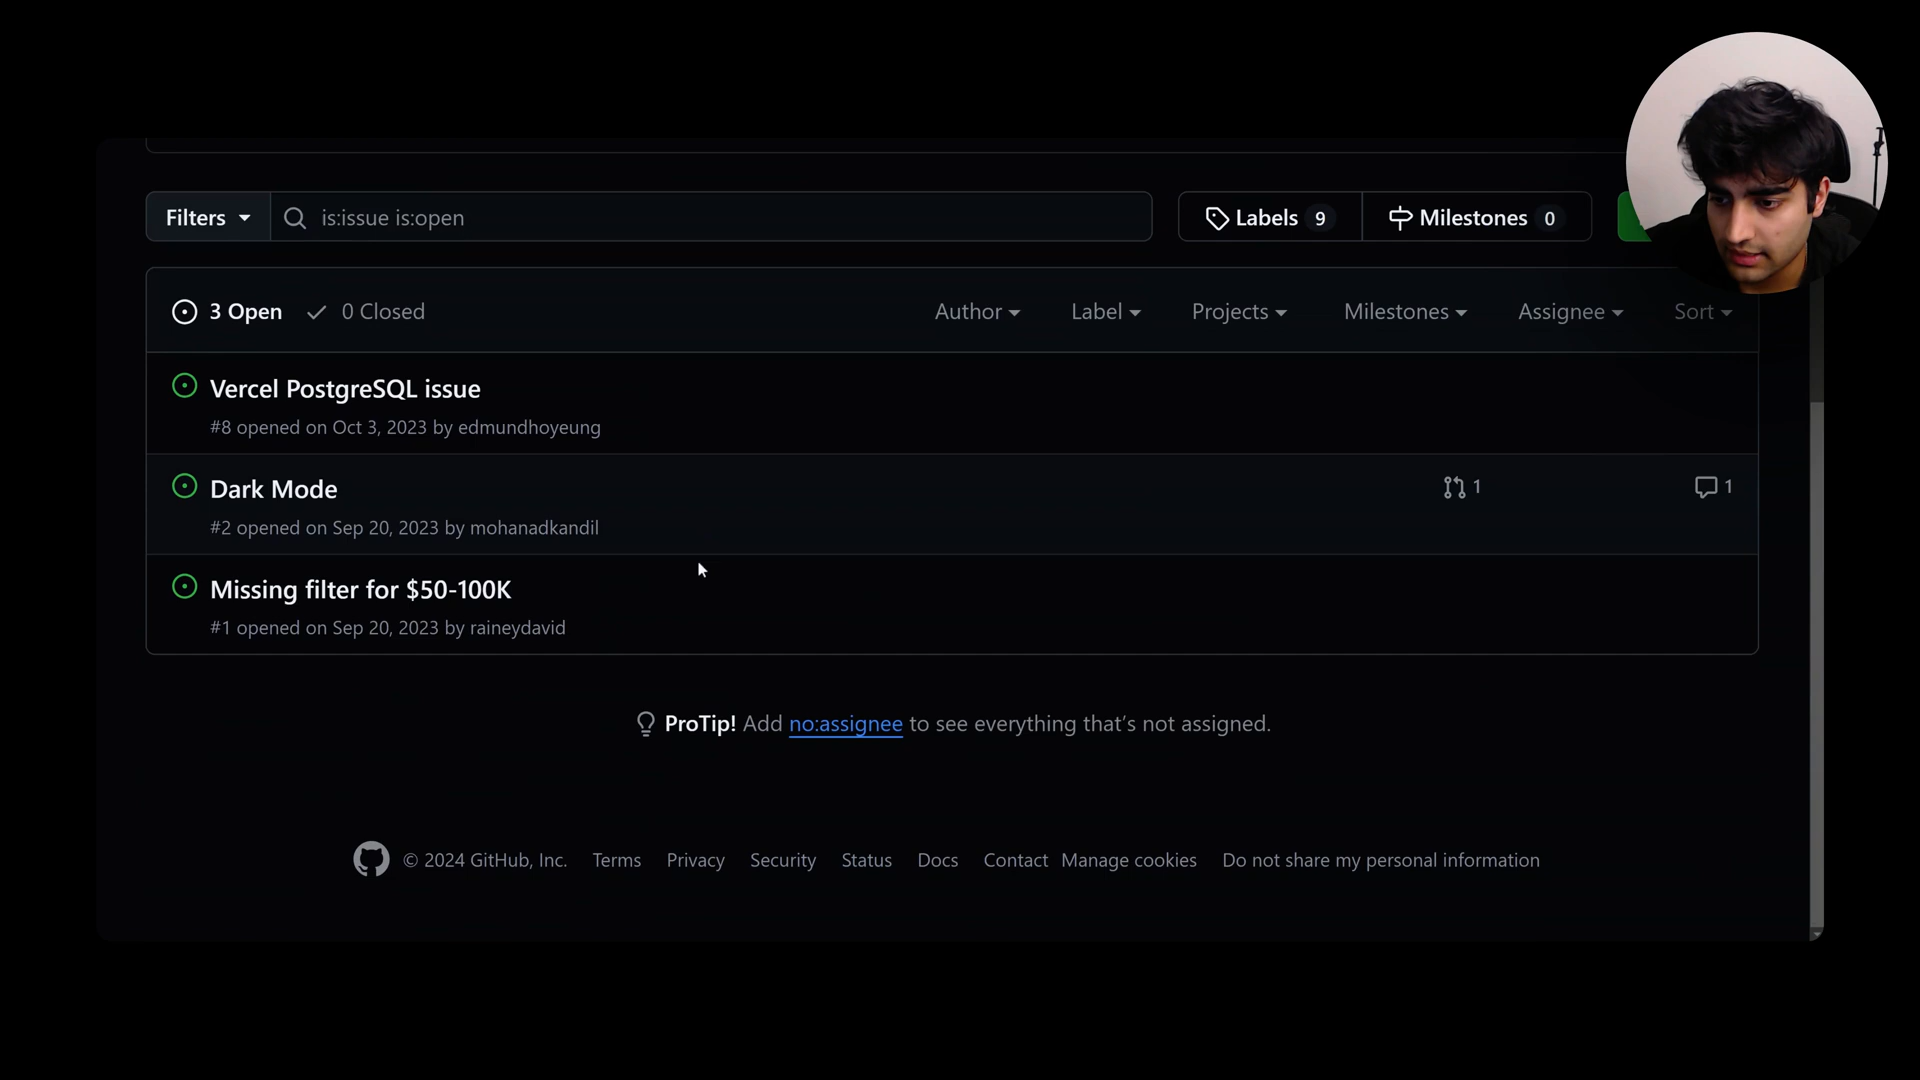 Filters
is:issue is:open
Labels 9
Milestones 0
3 Open
0 Closed
Author
Label
Projects
Milestones
Assignee
Sort
Vercel PostgreSQL issue
#8 opened on Oct 3, 2023 by edmundhoyeung
Dark Mode
1
1
#2 opened on Sep 20, 2023 by mohanadkandil
Missing filter for $50-100K
#1 opened on Sep 20, 2023 by raineydavid
ProTip! Add no:assignee to see everything that’s not assigned.
© 2024 GitHub, Inc. Terms Privacy Security Status Docs Contact Manage cookies Do not share my personal information